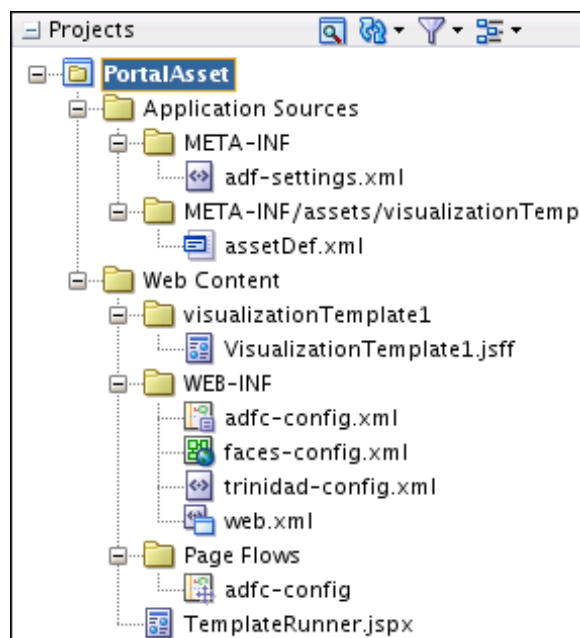 Projects
PortalAsset
Application Sources
META-INF
adf-settings.xml
META-INF/assets/visualizationTemp
assetDef.xml
Web Content
visualizationTemplate1
VisualizationTemplate1.jsff
WEB-INF
adfc-config.xml
faces-config.xml
trinidad-config.xml
web.xml
Page Flows
adfc-config
TemplateRunner.jspx